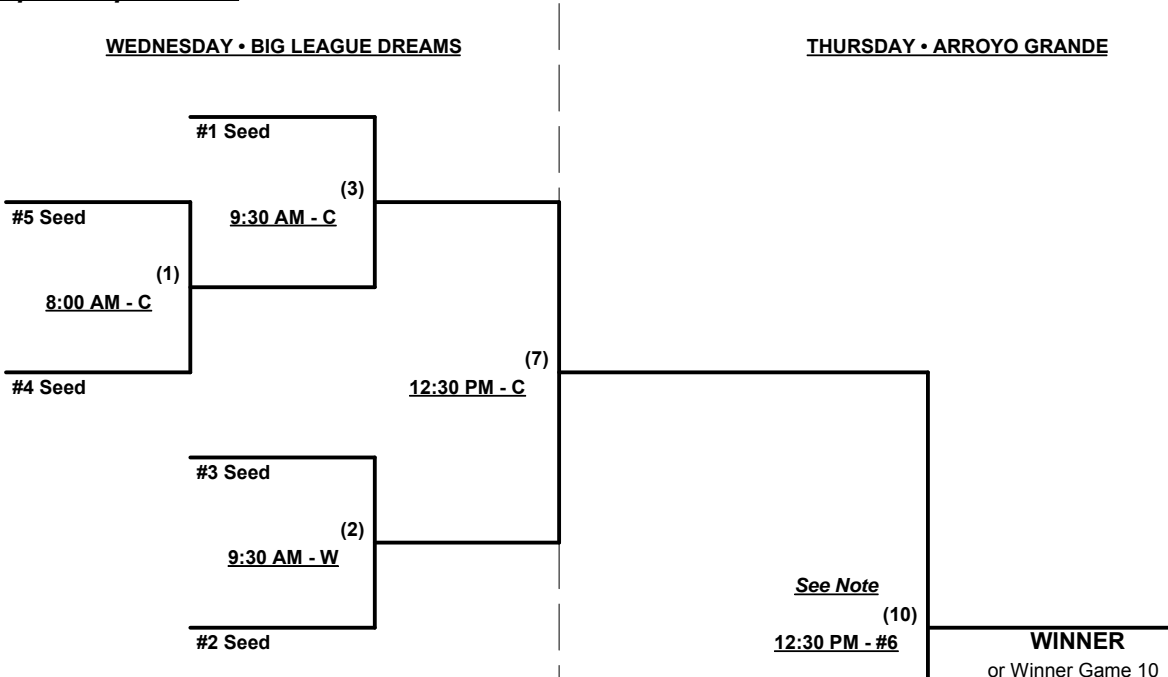 WEDNESDAY • BIG LEAGUE DREAMS
THURSDAY • ARROYO GRANDE
#1 Seed
(3)
9:30 AM - C
#5 Seed
(1)
8:00 AM - C
#4 Seed
(7)
12:30 PM - C
#3 Seed
(2)
9:30 AM - W
#2 Seed
See Note
(10)
12:30 PM - #6
WINNER
or Winner Game 10